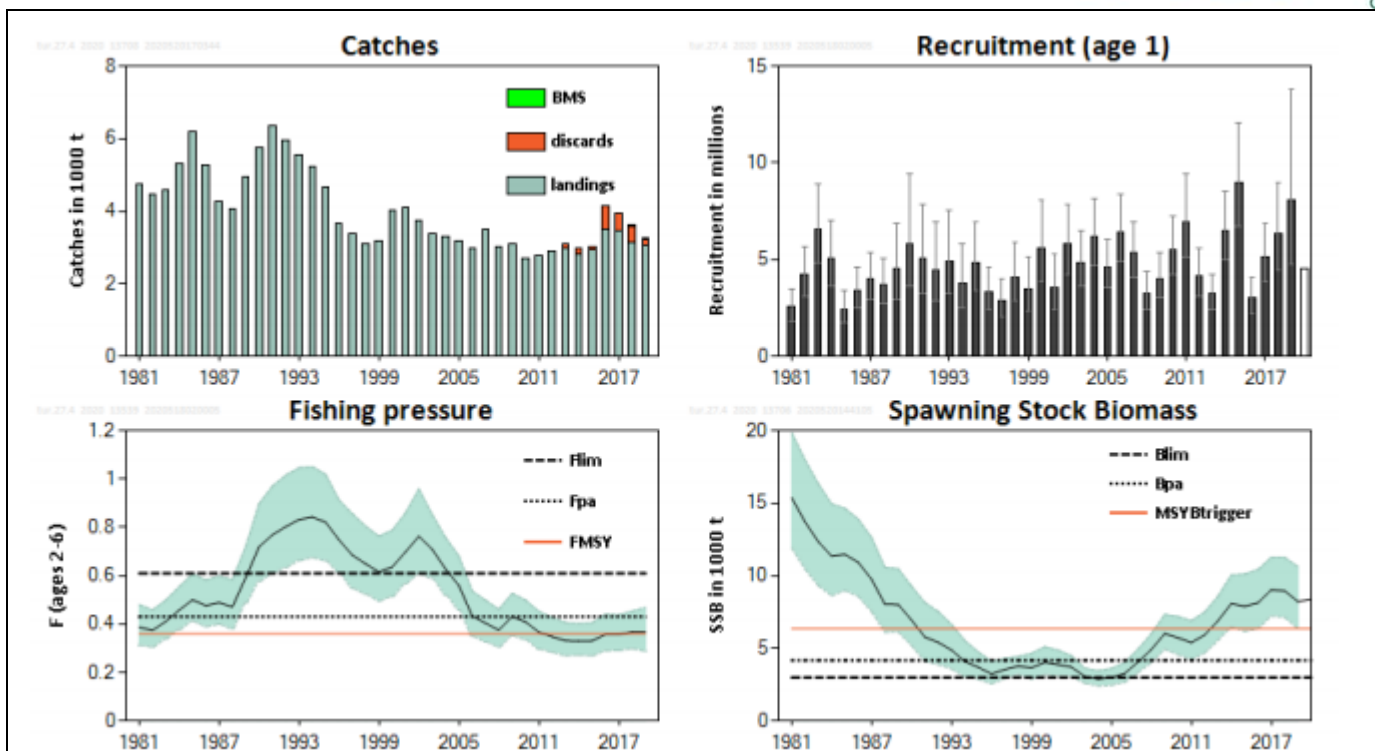 Catches
Catches in 1000 t
8
6
4
2
0
BMS
discards
landings
1981 1987 1993 1999 2005 2011 2017
Recruitment (age 1)
Recruitment in millions
15
10
5
0
1981 1987 1993 1999 2005 2011 2017
Fishing pressure
F (ages 2-6)
1.2
1
0.8
0.6
0.4
0.2
0
Flim
Fpa
FMSY
1981 1987 1993 1999 2005 2011 2017
Spawning Stock Biomass
SSB in 1000 t
20
15
10
5
0
Blim
Bpa
MSYBtrigger
1981 1987 1993 1999 2005 2011 2017